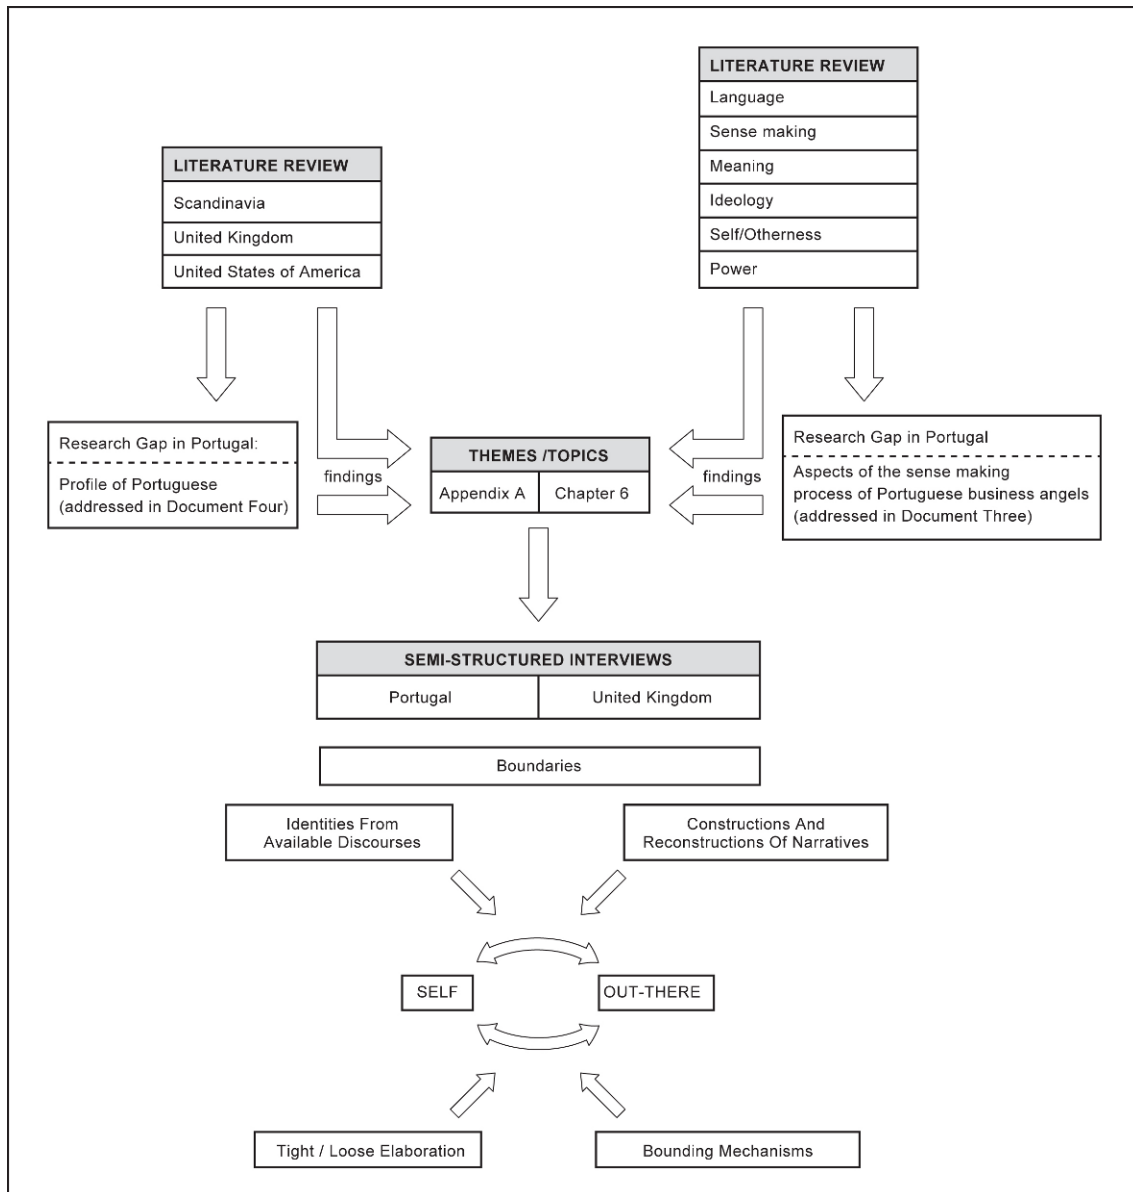 LITERATURE REVIEW
Scandinavia
United Kingdom
United States of America
LITERATURE REVIEW
Language
Sense making
Meaning
Ideology
Self/Otherness
Power
Research Gap in Portugal:
Profile of Portuguese
(addressed in Document Four)
findings
THEMES /TOPICS
Appendix A
Chapter 6
findings
Research Gap in Portugal
Aspects of the sense making
process of Portuguese business angels
(addressed in Document Three)
SEMI-STRUCTURED INTERVIEWS
Portugal
United Kingdom
Boundaries
Identities From
Available Discourses
Constructions And
Reconstructions Of Narratives
SELF
OUT-THERE
Tight / Loose Elaboration
Bounding Mechanisms